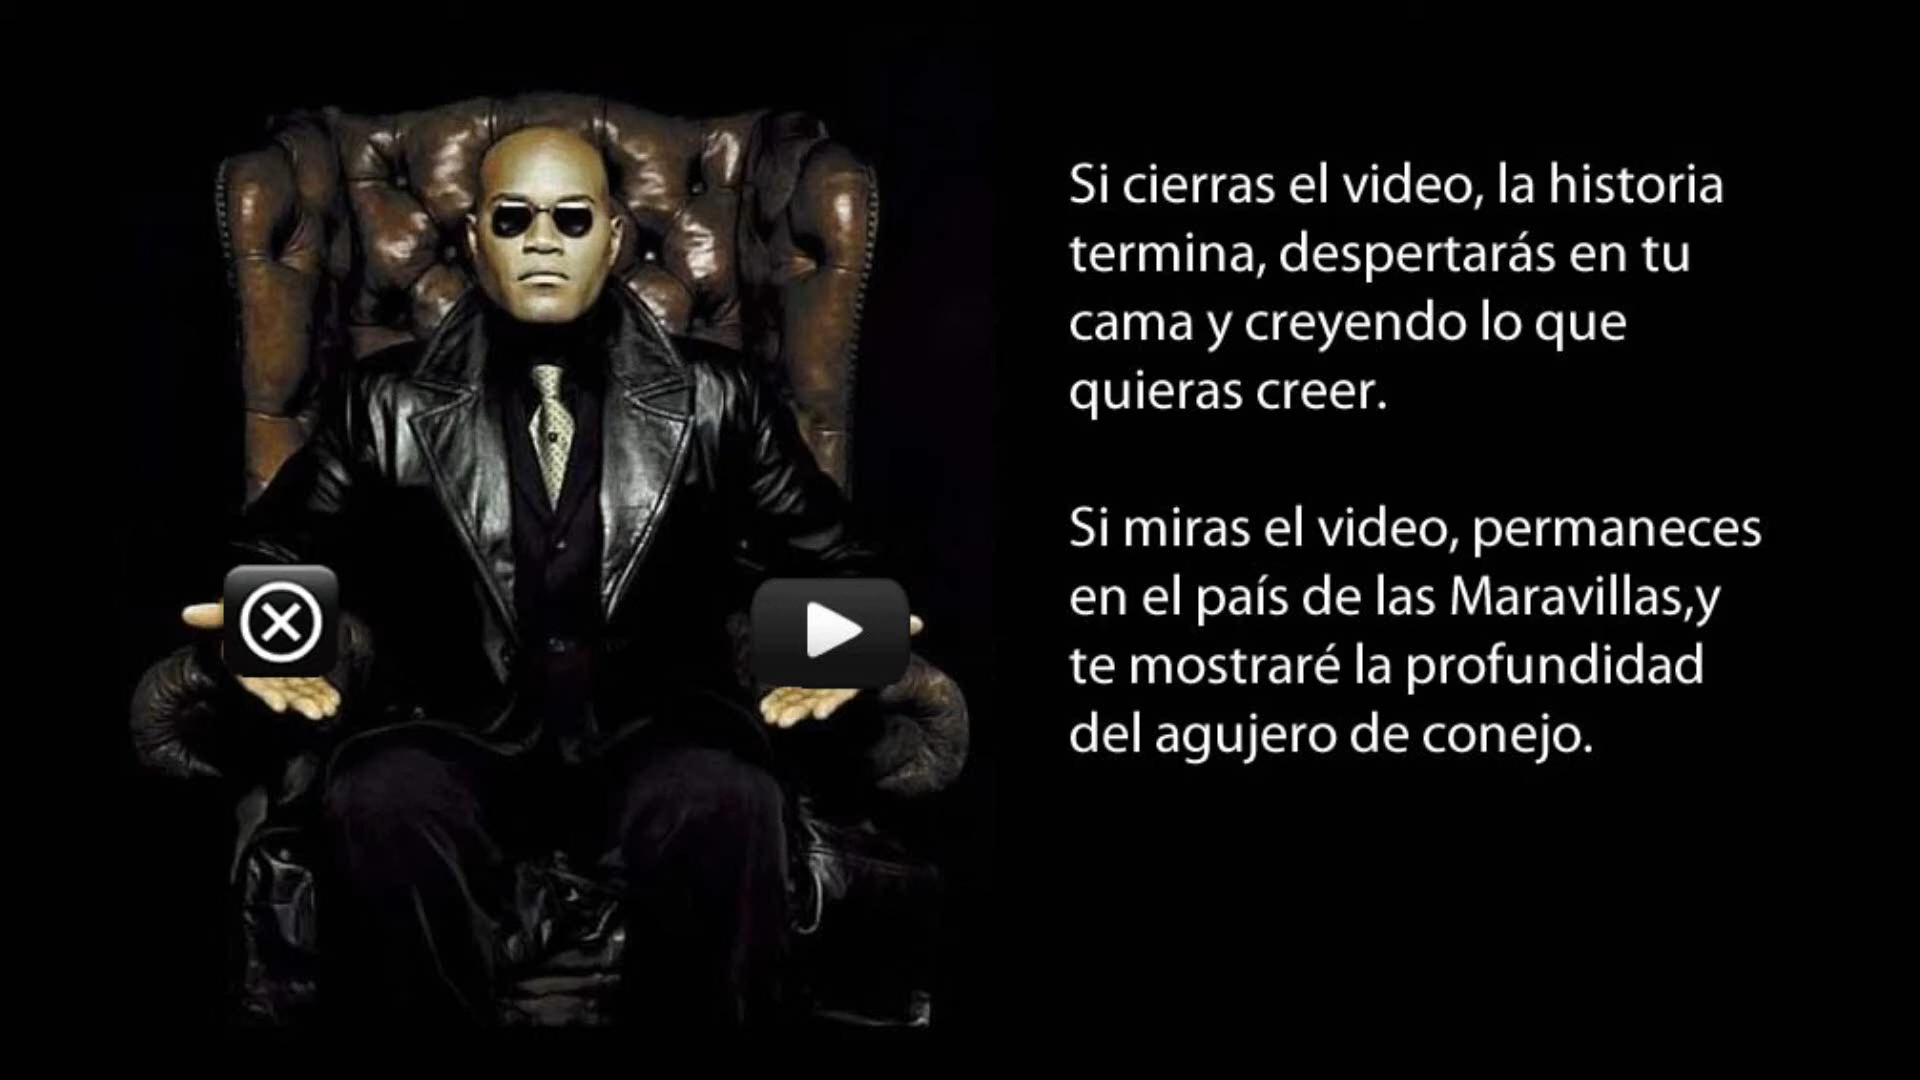 Si cierras el video, la historia
termina, despertarás en tu
cama y creyendo lo que
quieras creer.
Si miras el video, permaneces
en el país de las Maravillas,y
te mostraré la profundidad
del agujero de conejo.